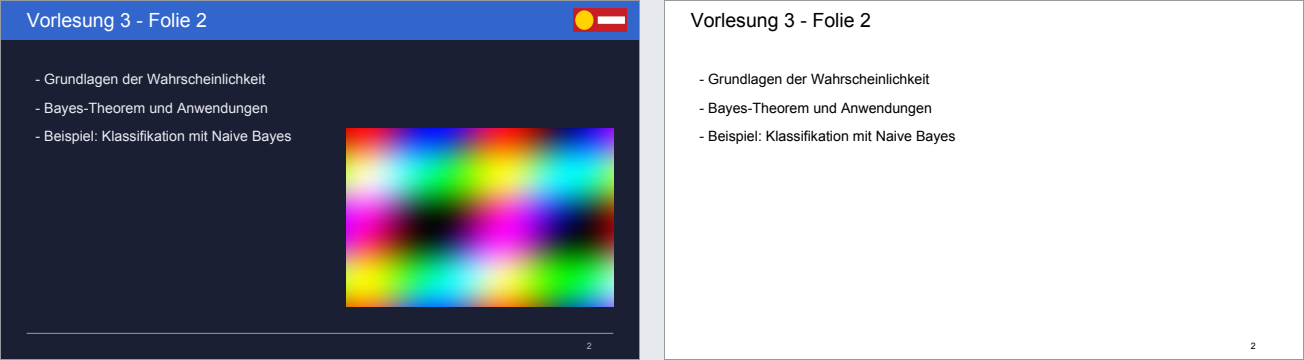 Vorlesung 3 - Folie 2
- Grundlagen der Wahrscheinlichkeit
- Bayes-Theorem und Anwendungen
- Beispiel: Klassifikation mit Naive Bayes
2
Vorlesung 3 - Folie 2
- Grundlagen der Wahrscheinlichkeit
- Bayes-Theorem und Anwendungen
- Beispiel: Klassifikation mit Naive Bayes
2